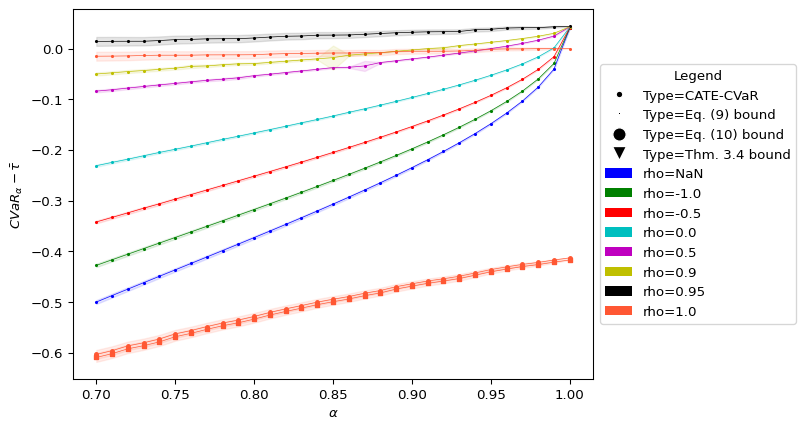 0.0
−0.1
−0.2
−0.3
−0.4
−0.5
−0.6
CVaRα − τ̄
0.70 0.75 0.80 0.85 0.90 0.95 1.00
α
Legend
Type=CATE-CVaR
Type=Eq. (9) bound
Type=Eq. (10) bound
Type=Thm. 3.4 bound
rho=NaN
rho=-1.0
rho=-0.5
rho=0.0
rho=0.5
rho=0.9
rho=0.95
rho=1.0